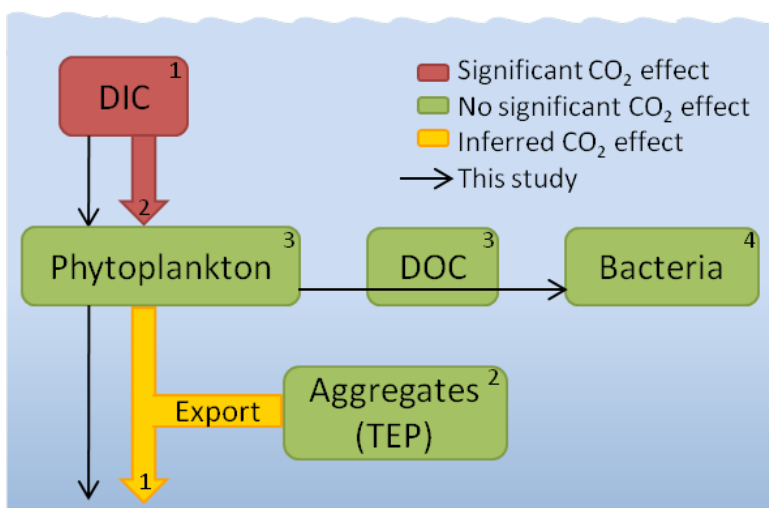 DIC 1
Significant CO₂ effect
No significant CO₂ effect
Inferred CO₂ effect
This study
2
Phytoplankton 3
DOC 3
Bacteria 4
Aggregates 2
(TEP)
Export
1